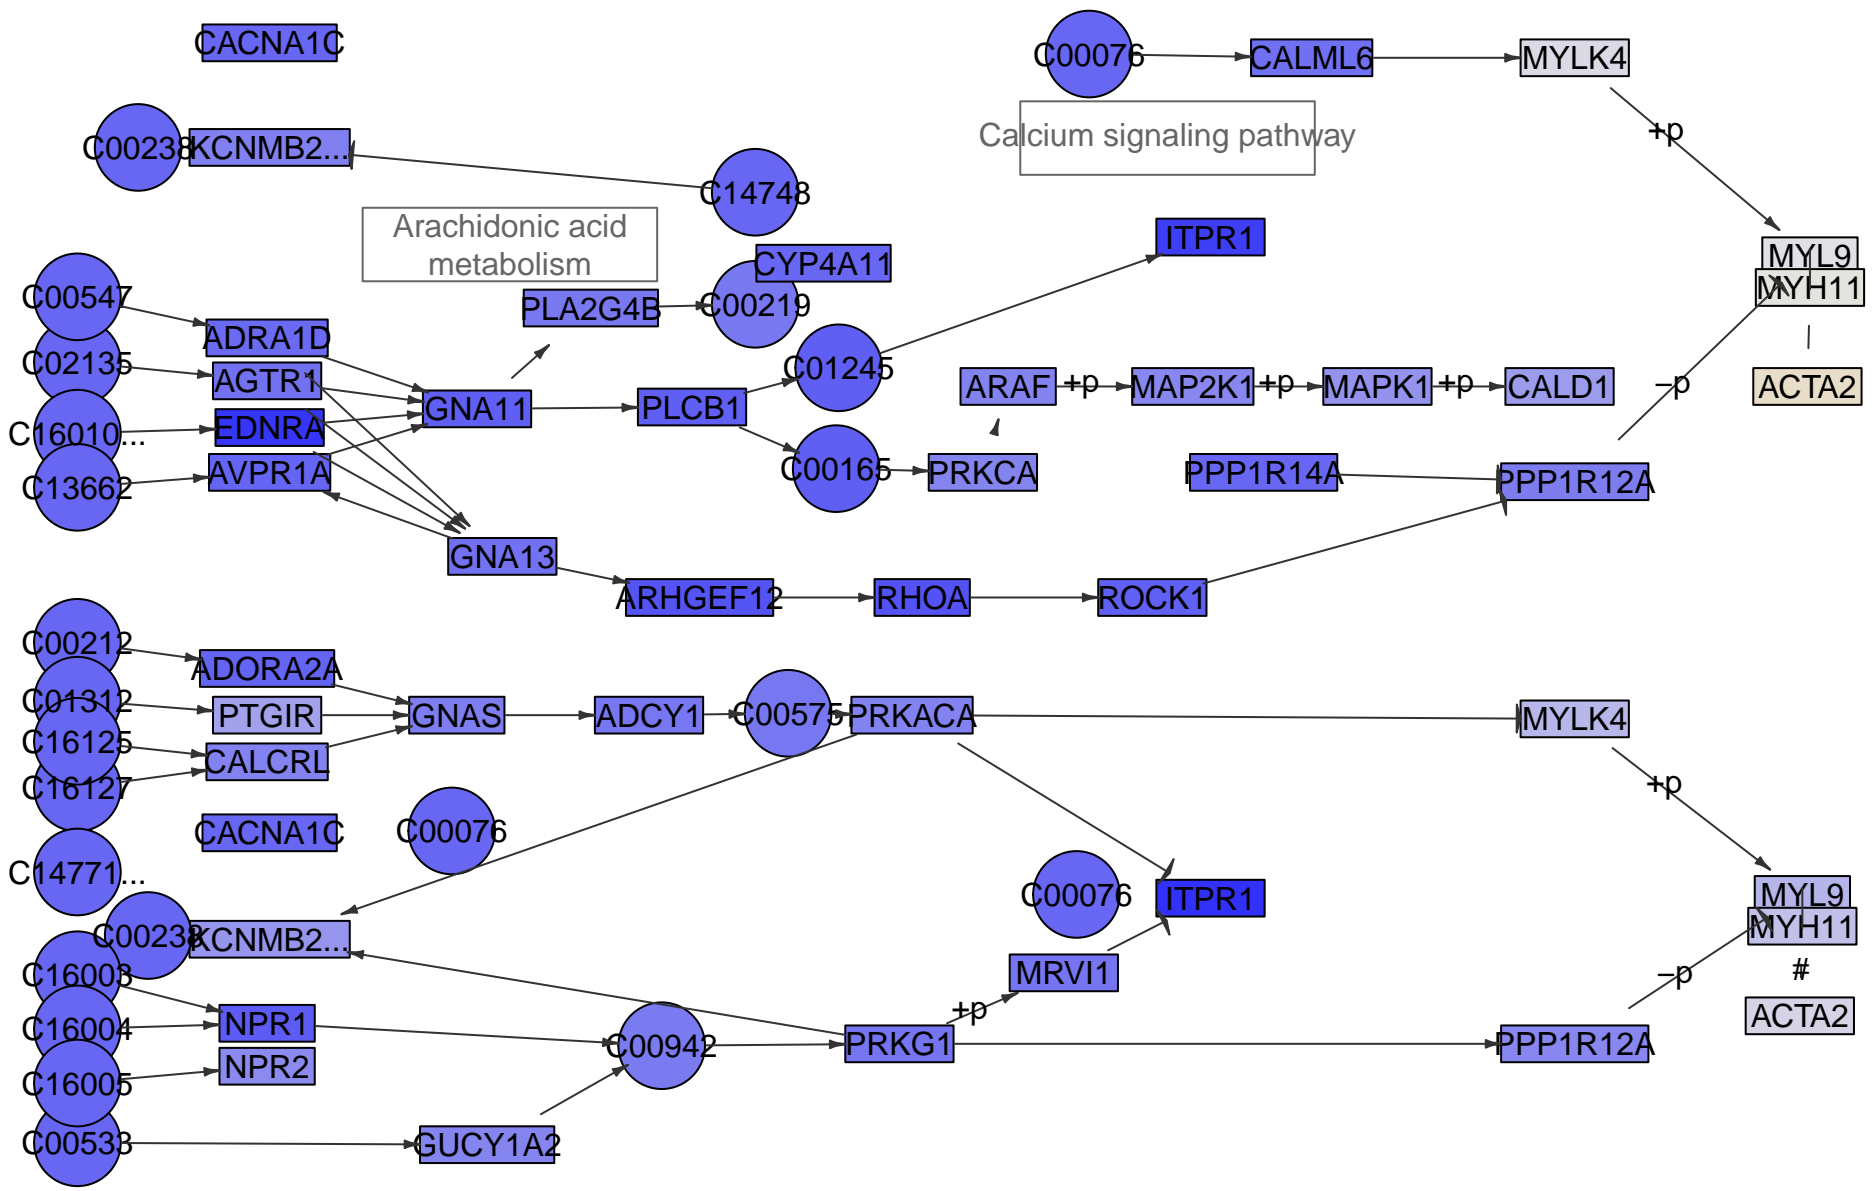 CACNA1C
C00076
CALML6
MYLK4
+p
C00238
KCNMB2...
Calcium signaling pathway
C14748
Arachidonic acid
metabolism
ITPR1
CYP4A11
MYL9
MYH11
C00547
PLA2G4B
C00219
ADRA1D
C02135
AGTR1
C01245
ARAF
+p
MAP2K1
+p
MAPK1
+p
CALD1
–p
ACTA2
GNA11
PLCB1
C16010...
EDNRA
C13662
AVPR1A
C00165
PRKCA
PPP1R14A
PPP1R12A
GNA13
ARHGEF12
RHOA
ROCK1
C00212
ADORA2A
C01312
PTGIR
GNAS
ADCY1
C00575
PRKACA
MYLK4
C16125
CALCRL
C16127
+p
CACNA1C
C00076
C14771...
C00076
ITPR1
MYL9
MYH11
C00238
KCNMB2...
C16003
MRVI1
–p
#
+p
C16004
NPR1
ACTA2
C00942
PRKG1
PPP1R12A
NPR2
C16005
C00533
GUCY1A2